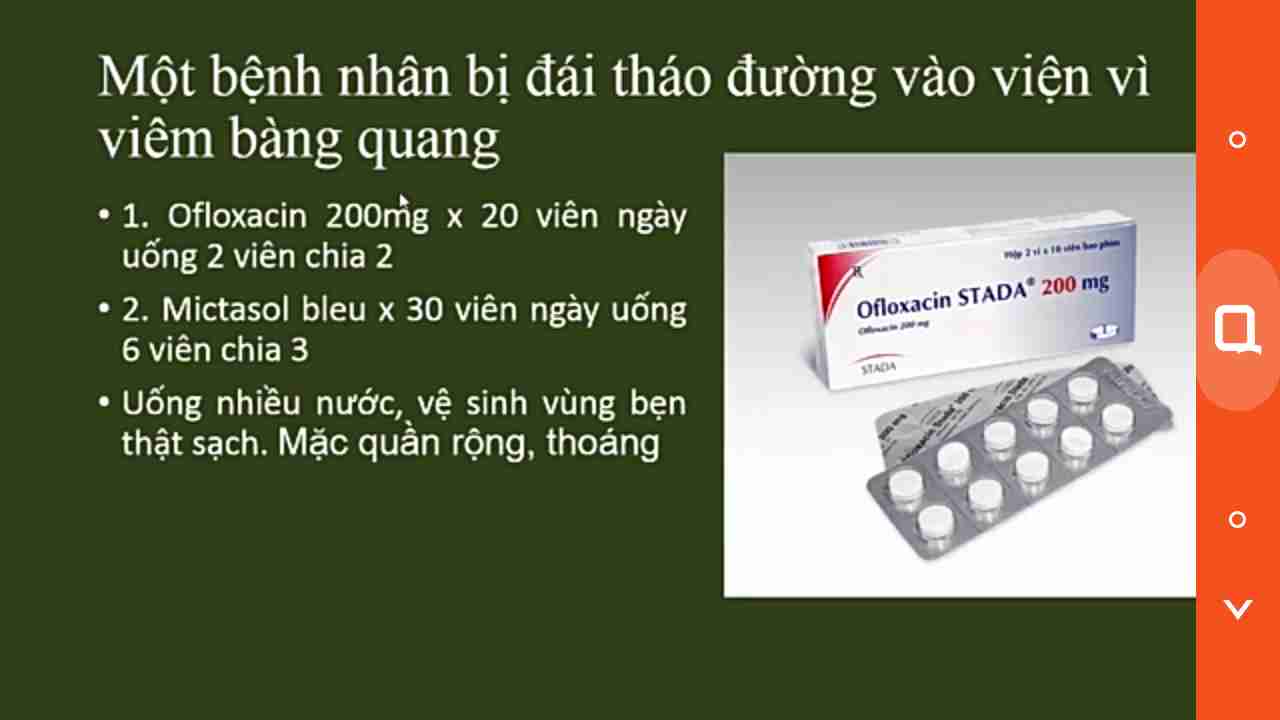 Một bệnh nhân bị đái tháo đường vào viện vì
viêm bàng quang
• 1. Ofloxacin 200mg x 20 viên ngày
uống 2 viên chia 2
• 2. Mictasol bleu x 30 viên ngày uống
6 viên chia 3
• Uống nhiều nước, vệ sinh vùng bẹn
thật sạch. Mặc quần rộng, thoáng
Hộp 2 vỉ x 10 viên bao phim
Rx
Ofloxacin STADA® 200 mg
Ofloxacin 200 mg
STADA